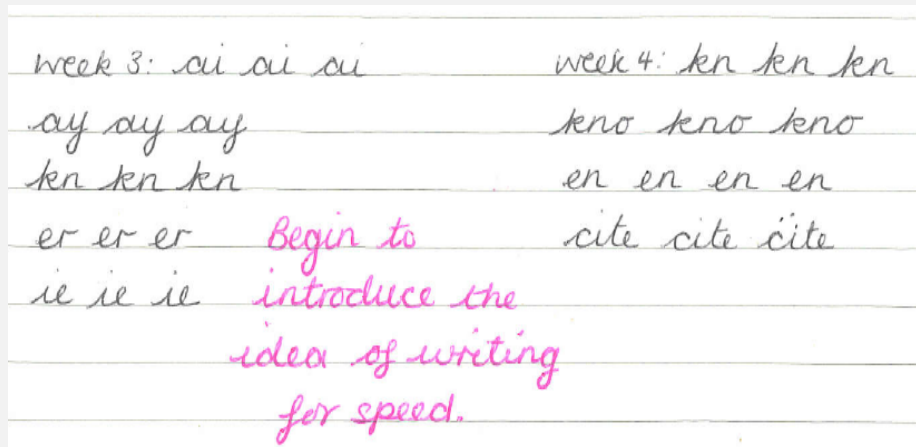 week 3: ai ai ai
ay ay ay
kn kn kn
er er er
ie ie ie
Begin to
introduce the
idea of writing
for speed.
week 4: kn kn kn
kno kno kno
en en en en
cite cite cite